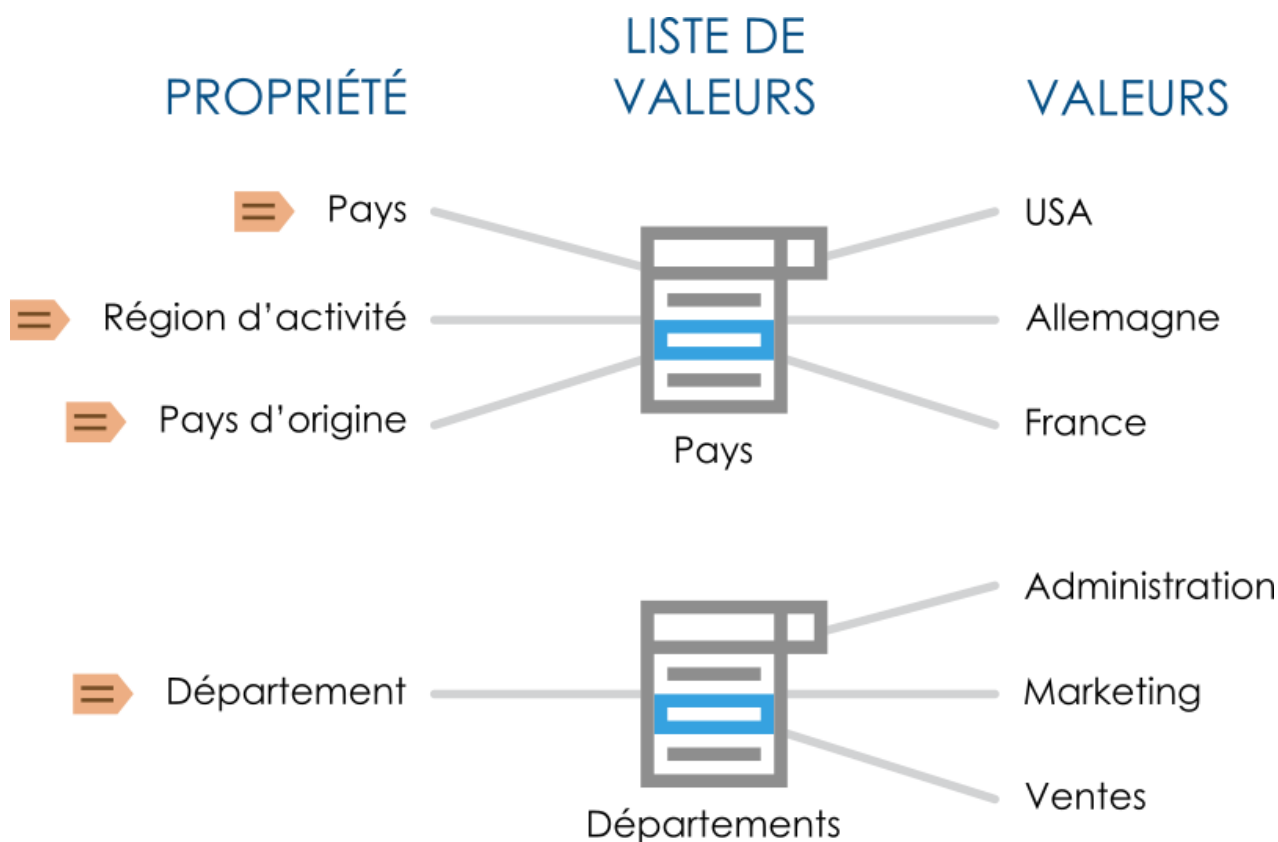 PROPRIÉTÉ
LISTE DE
VALEURS
VALEURS
Pays
Région d’activité
Pays d’origine
Pays
USA
Allemagne
France
Département
Départements
Administration
Marketing
Ventes